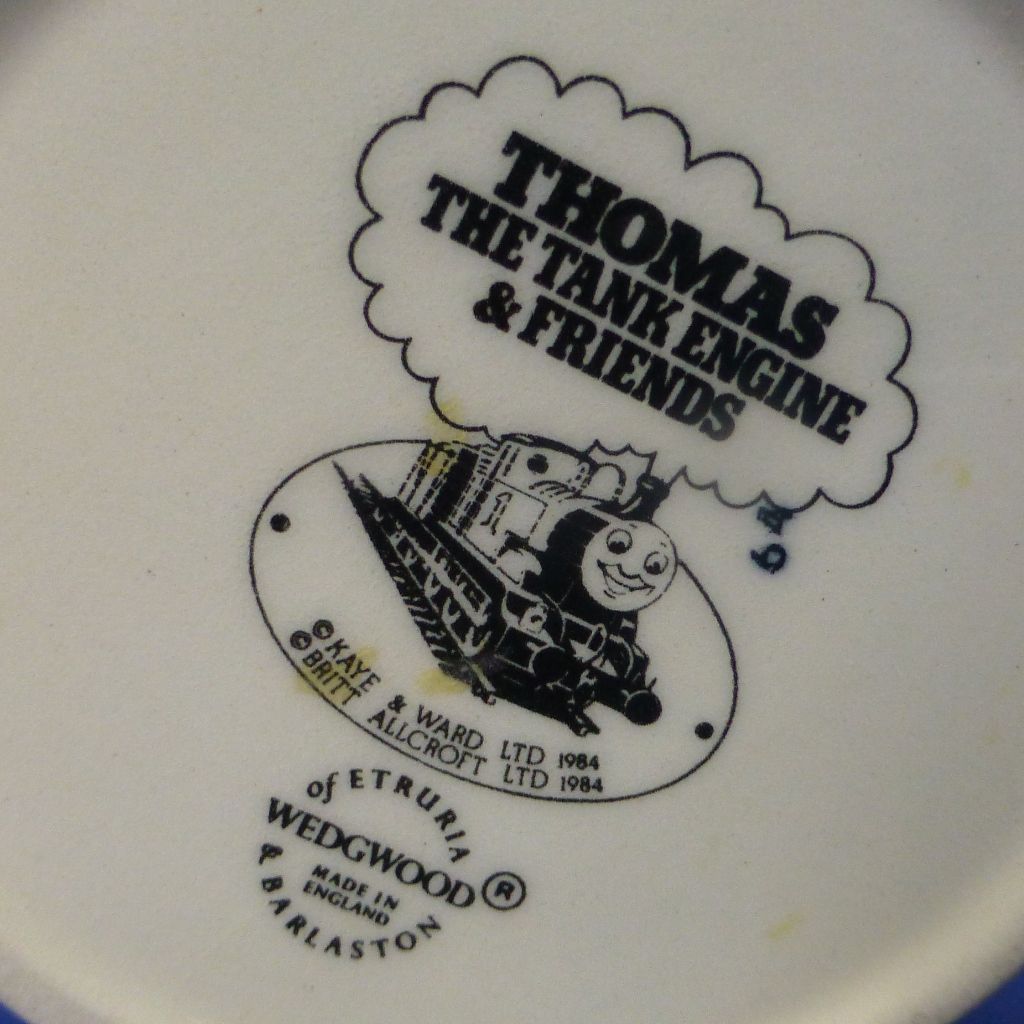 THOMAS
THE TANK ENGINE
& FRIENDS
1
©KAYE & WARD LTD 1984
©BRITT ALLCROFT LTD 1984
of ETRURIA
WEDGWOOD ®
MADE IN
ENGLAND
& BARLASTON